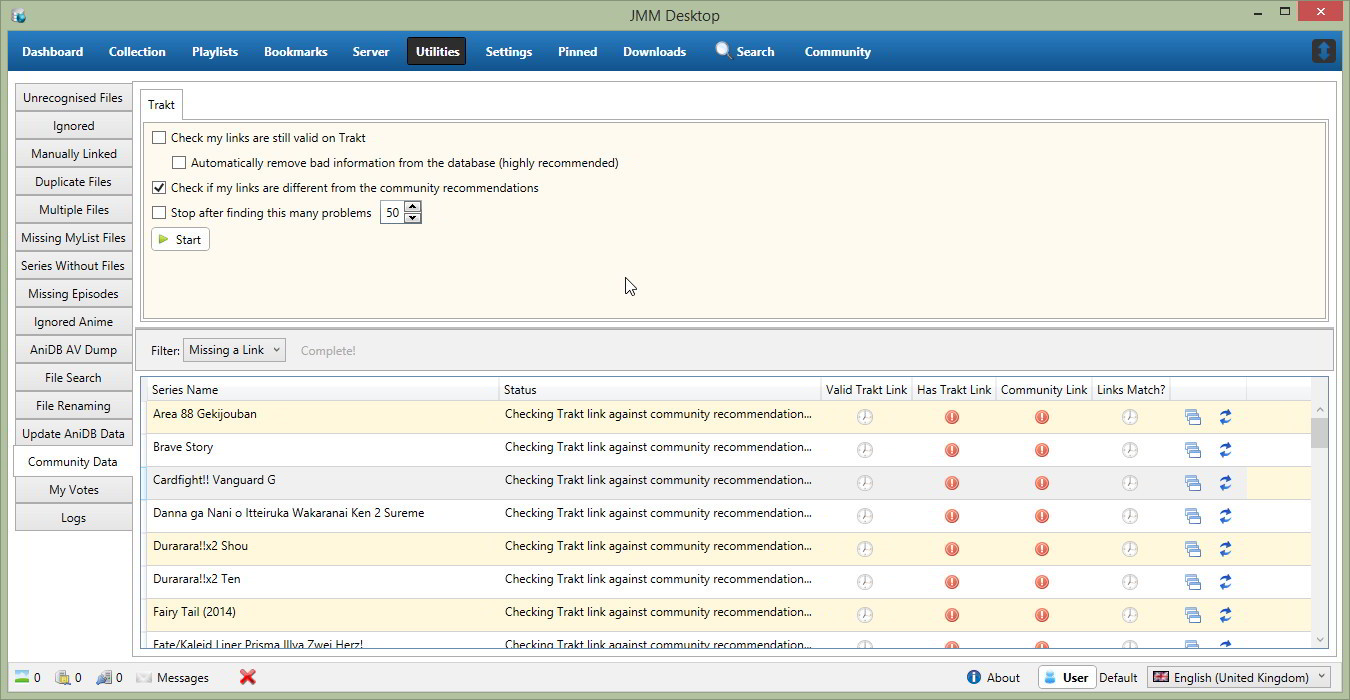 JMM Desktop
Dashboard Collection Playlists Bookmarks Server Utilities Settings Pinned Downloads Search Community
Unrecognised Files
Ignored
Manually Linked
Duplicate Files
Multiple Files
Missing MyList Files
Series Without Files
Missing Episodes
Ignored Anime
AniDB AV Dump
File Search
File Renaming
Update AniDB Data
Community Data
My Votes
Logs
Trakt
Check my links are still valid on Trakt
Automatically remove bad information from the database (highly recommended)
Check if my links are different from the community recommendations
Stop after finding this many problems 50
Start
Filter: Missing a Link Complete!
Series Name Status Valid Trakt Link Has Trakt Link Community Link Links Match?
Area 88 Gekijouban Checking Trakt link against community recommendation...
Brave Story Checking Trakt link against community recommendation...
Cardfight!! Vanguard G Checking Trakt link against community recommendation...
Danna ga Nani o Itteiruka Wakaranai Ken 2 Sureme Checking Trakt link against community recommendation...
Durarara!!x2 Shou Checking Trakt link against community recommendation...
Durarara!!x2 Ten Checking Trakt link against community recommendation...
Fairy Tail (2014) Checking Trakt link against community recommendation...
Fate/Kaleid Liner Prisma Illya Zwei Herz! Checking Trakt link against community recommendation...
0 0 0 Messages About User Default English (United Kingdom)